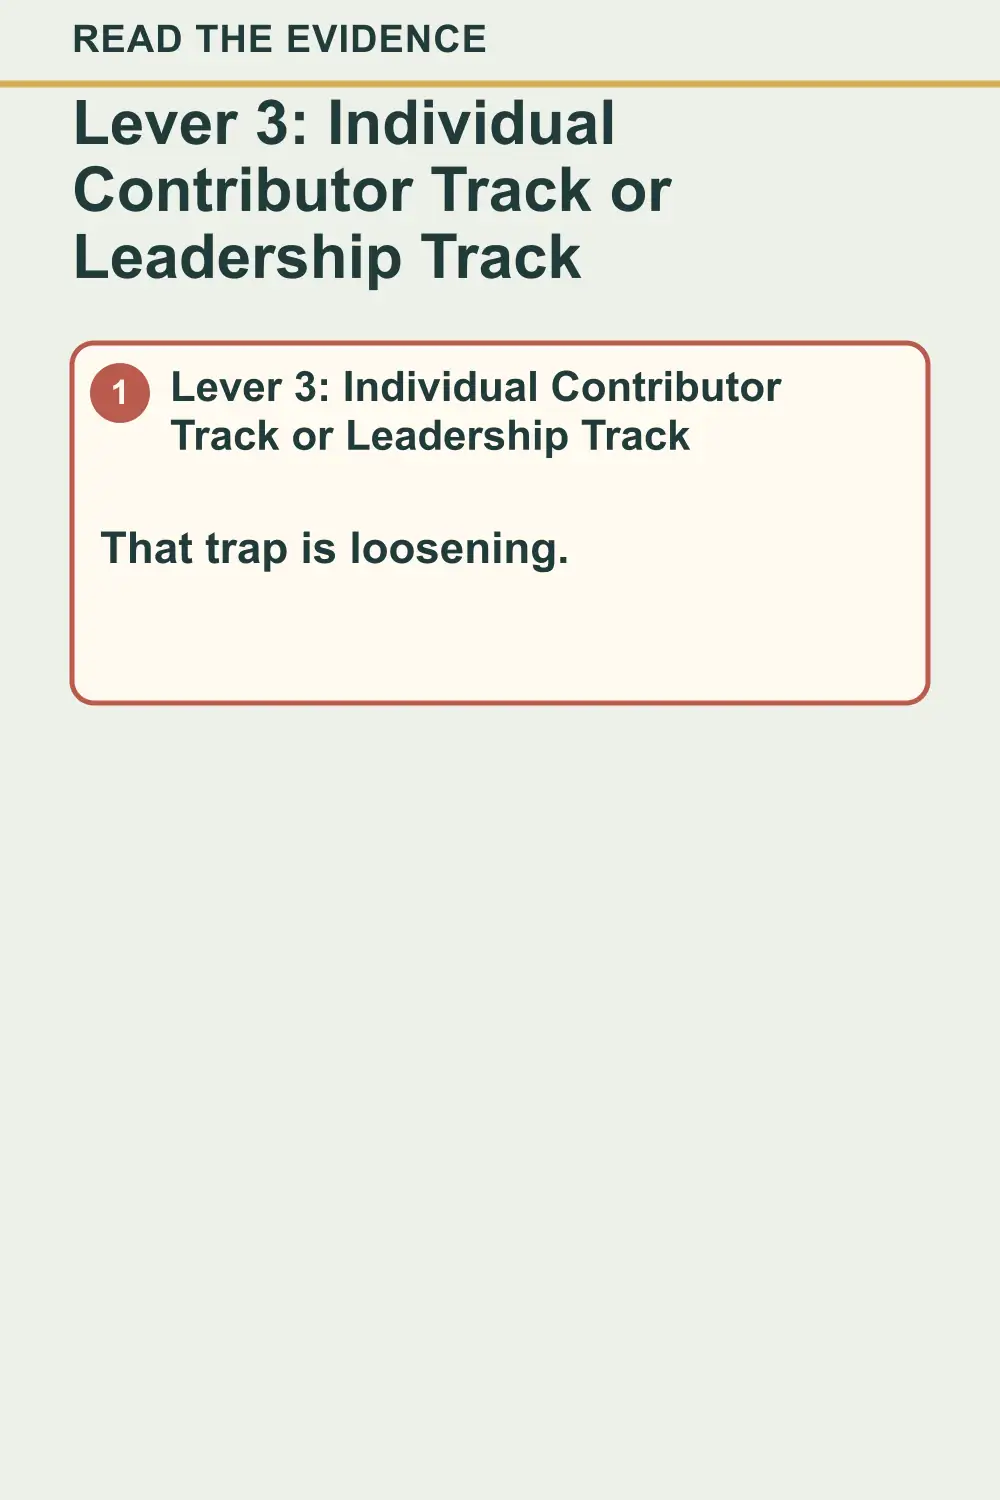 READ THE EVIDENCE
Lever 3: Individual
Contributor Track or
Leadership Track
1
Lever 3: Individual Contributor
Track or Leadership Track
That trap is loosening.